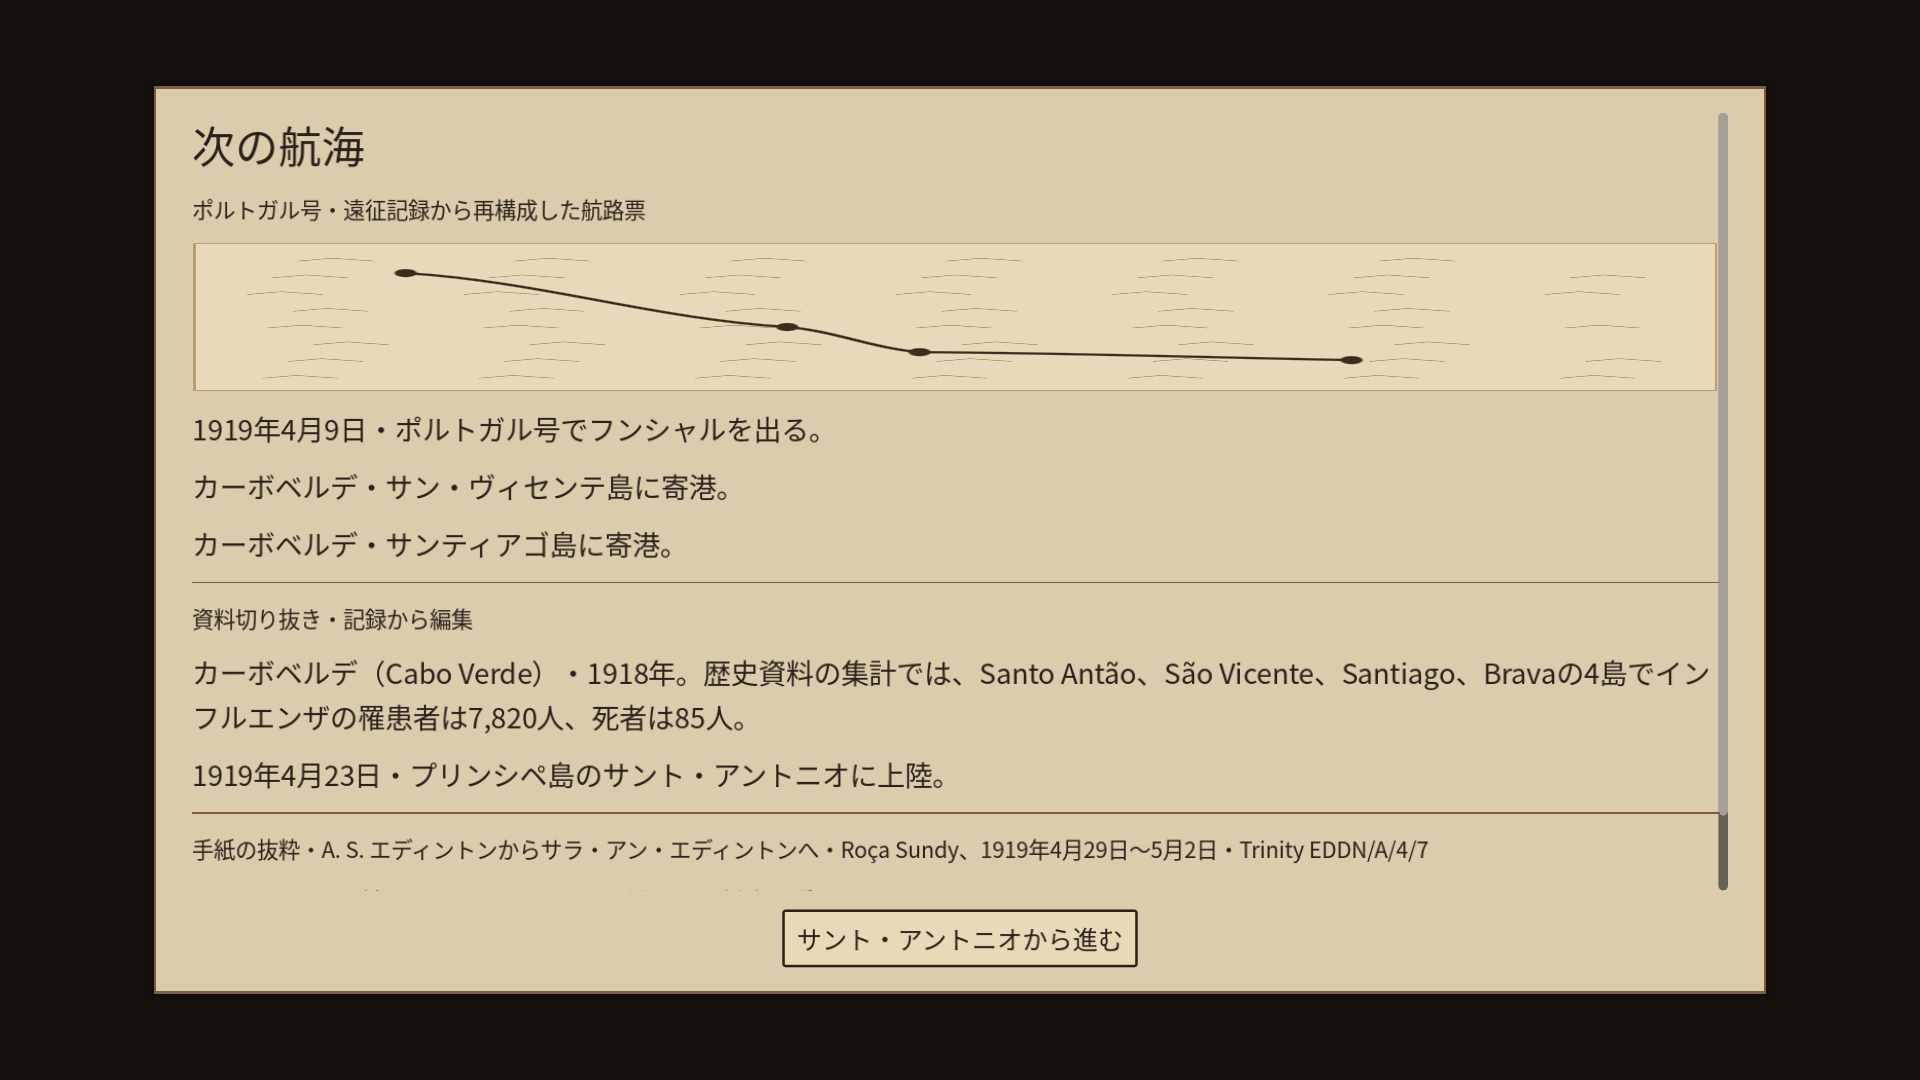 次の航海
ポルトガル号・遠征記録から再構成した航路票
1919年4月9日・ポルトガル号でフンシャルを出る。
カーボベルデ・サン・ヴィセンテ島に寄港。
カーボベルデ・サンティアゴ島に寄港。
資料切り抜き・記録から編集
カーボベルデ（Cabo Verde）・1918年。歴史資料の集計では、Santo Antão、São Vicente、Santiago、Bravaの4島でイン
フルエンザの罹患者は7,820人、死者は85人。
1919年4月23日・プリンシペ島のサント・アントニオに上陸。
手紙の抜粋・A. S. エディントンからサラ・アン・エディントンへ・Roça Sundy、1919年4月29日〜5月2日・Trinity EDDN/A/4/7
サント・アントニオから進む